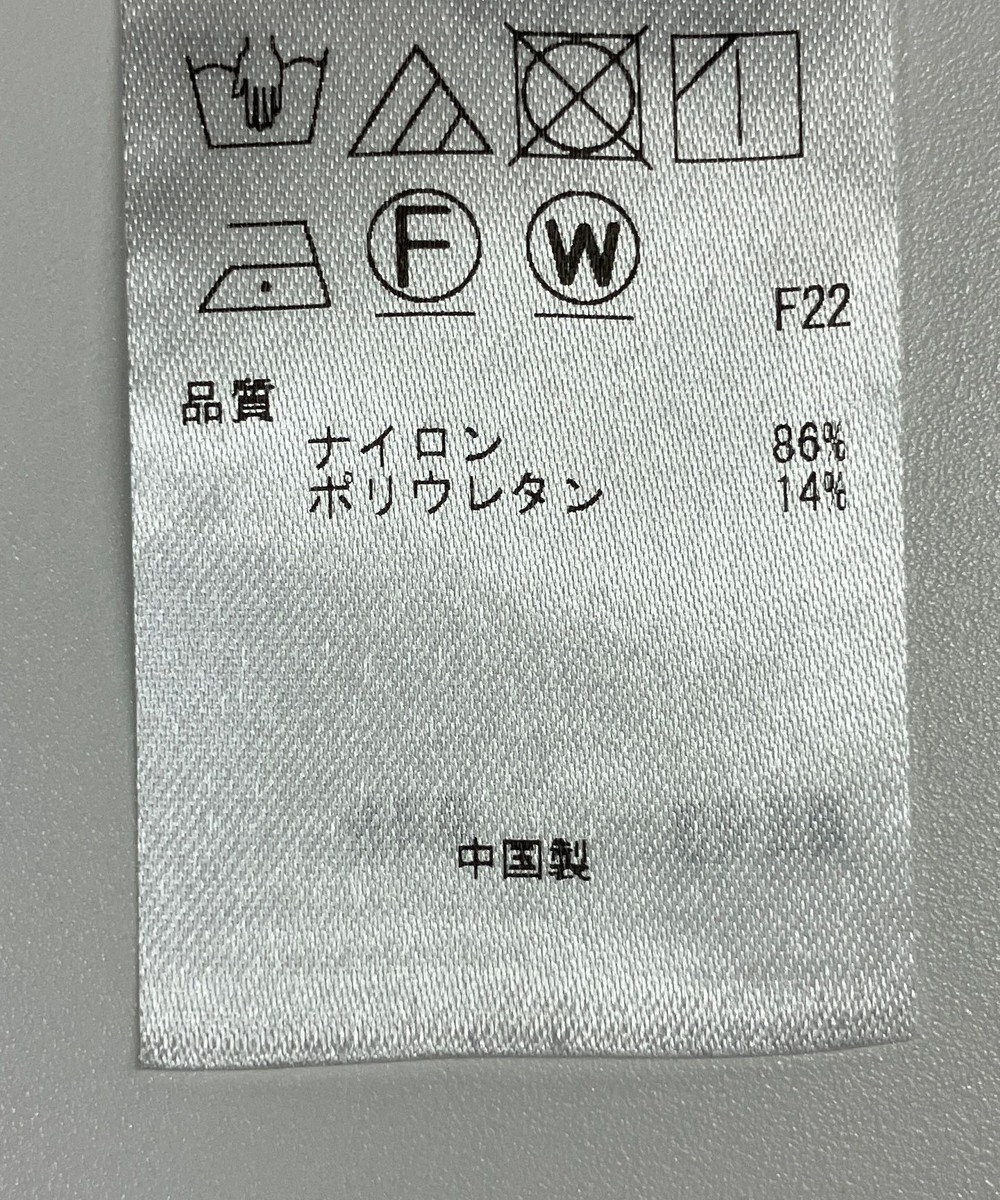 F W
F22
品質
ナイロン 86%
ポリウレタン 14%
中国製